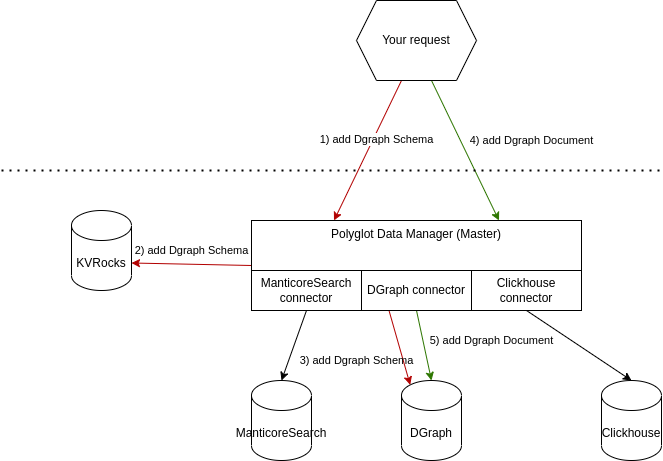 Your request
1) add Dgraph Schema
4) add Dgraph Document
Polyglot Data Manager (Master)
2) add Dgraph Schema
KVRocks
ManticoreSearch
connector
DGraph connector
Clickhouse
connector
5) add Dgraph Document
3) add Dgraph Schema
ManticoreSearch
DGraph
Clickhouse